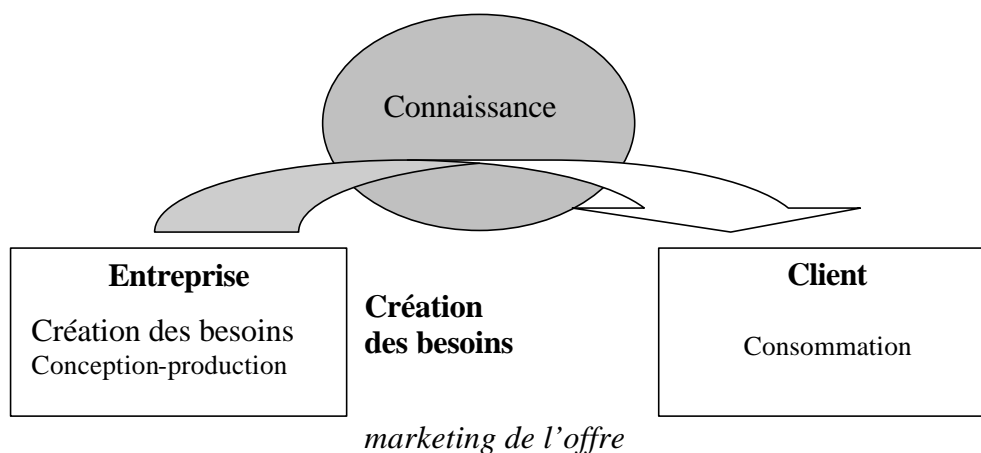 Connaissance
Entreprise
Création des besoins
Conception-production
Création
des besoins
Client
Consommation
marketing de l’offre